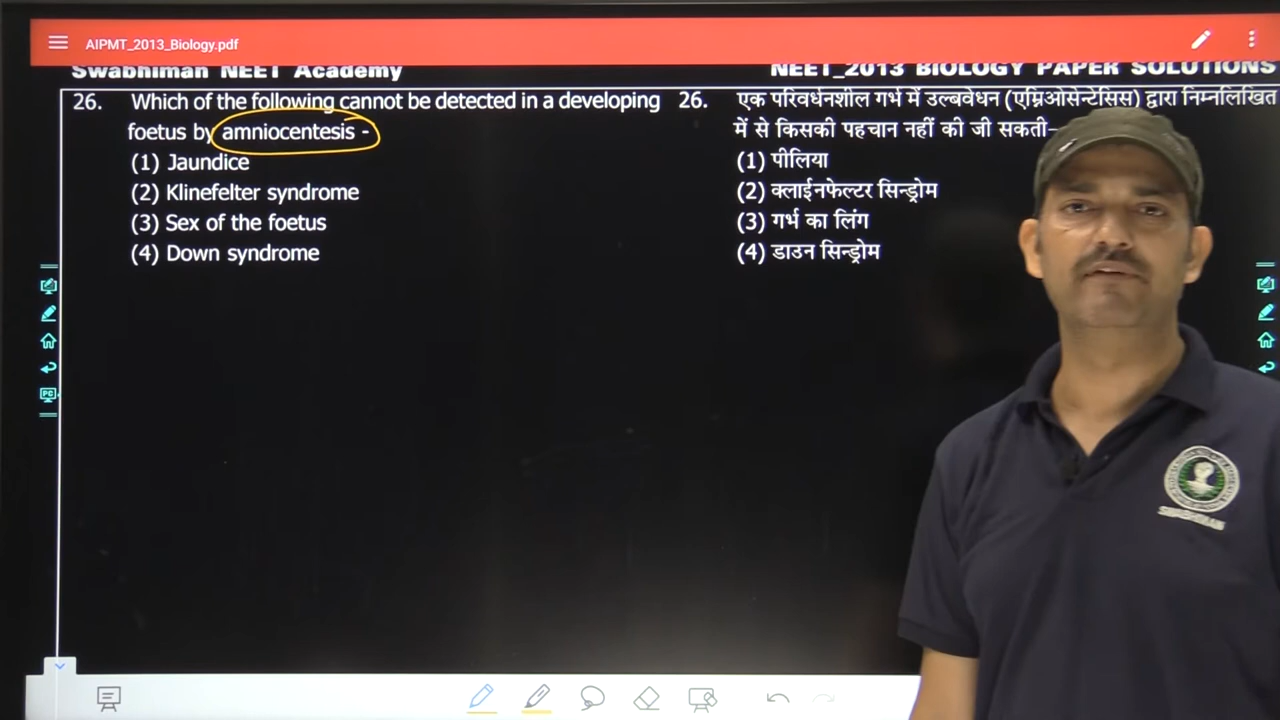 AIPMT_2013_Biology.pdf
Swabhiman NEET Academy
NEET_2013 BIOLOGY PAPER SOLUTIONS
26. Which of the following cannot be detected in a developing
foetus by amniocentesis -
(1) Jaundice
(2) Klinefelter syndrome
(3) Sex of the foetus
(4) Down syndrome
26. एक परिवर्धनशील गर्भ में उल्बवेधन (एम्निओसेन्टेसिस) द्वारा निम्नलिखित
में से किसकी पहचान नहीं की जी सकती–
(1) पीलिया
(2) क्लाईनफेल्टर सिन्ड्रोम
(3) गर्भ का लिंग
(4) डाउन सिन्ड्रोम
PC